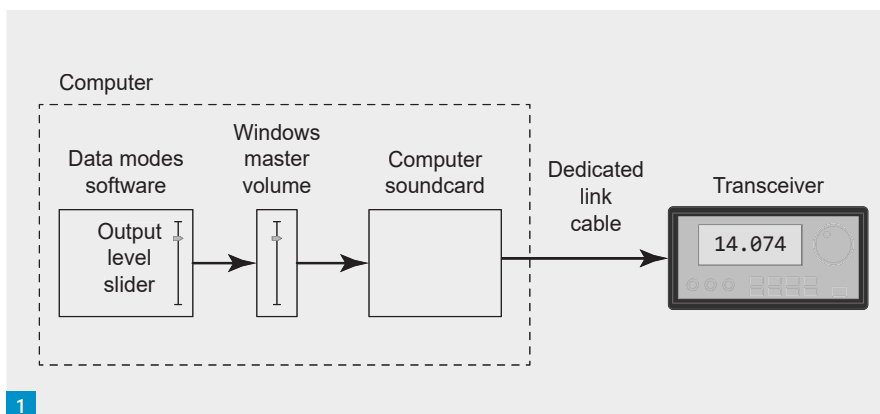 Computer
Data modes
software
Windows
master
volume
Computer
soundcard
Dedicated
link
cable
Transceiver
Output
level
slider
14.074
1